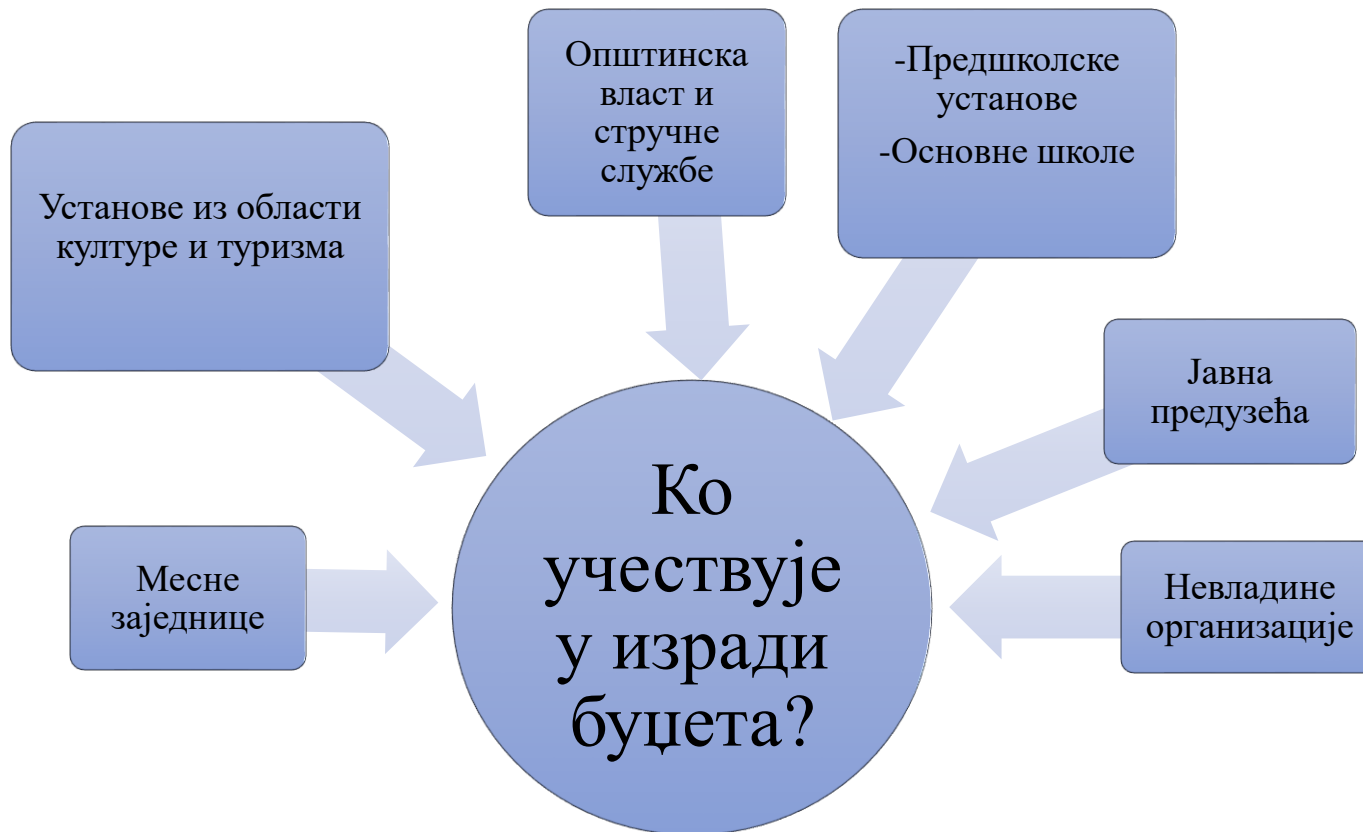 Општинска
власт и
стручне
службе
-Предшколске
установе
-Основне школе
Установе из области
културе и туризма
Јавна
предузећа
Месне
заједнице
Невладине
организације
Ко
учествује
у изради
буџета?